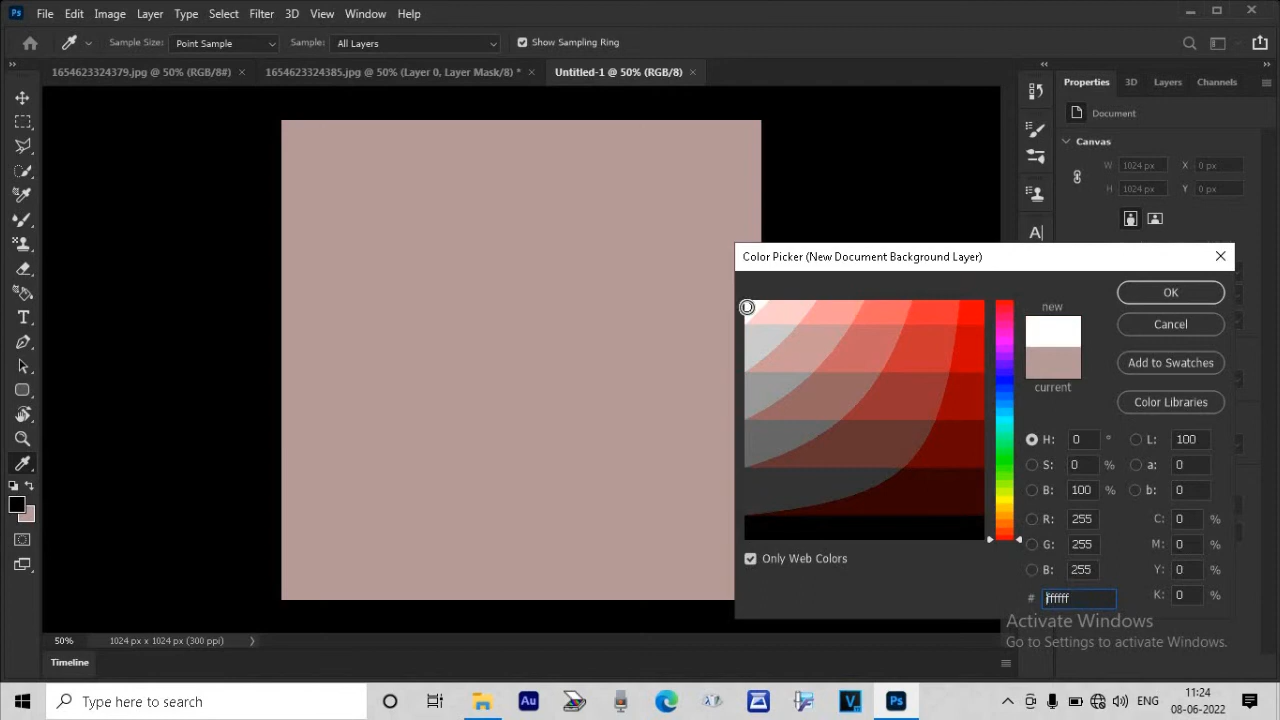 Ps File Edit Image Layer Type Select Filter 3D View Window Help
Sample Size: Point Sample Sample: All Layers Show Sampling Ring
1654623324379.jpg @ 50% (RGB/8#) × 1654623324385.jpg @ 50% (Layer 0, Layer Mask/8) * × Untitled-1 @ 50% (RGB/8) ×
Properties 3D Layers Channels
Document
Canvas
W 1024 px X 0 px
H 1024 px Y 0 px
A|
Color Picker (New Document Background Layer)
new
current
OK
Cancel
Add to Swatches
Color Libraries
H: 0 ° L: 100
S: 0 % a: 0
B: 100 % b: 0
R: 255 C: 0 %
G: 255 M: 0 %
B: 255 Y: 0 %
# ffffff K: 0 %
Only Web Colors
Activate Windows
Go to Settings to activate Windows.
50% 1024 px x 1024 px (300 ppi)
Timeline
T
Type here to search
Au
V
Ps
ENG
11:24
08-06-2022